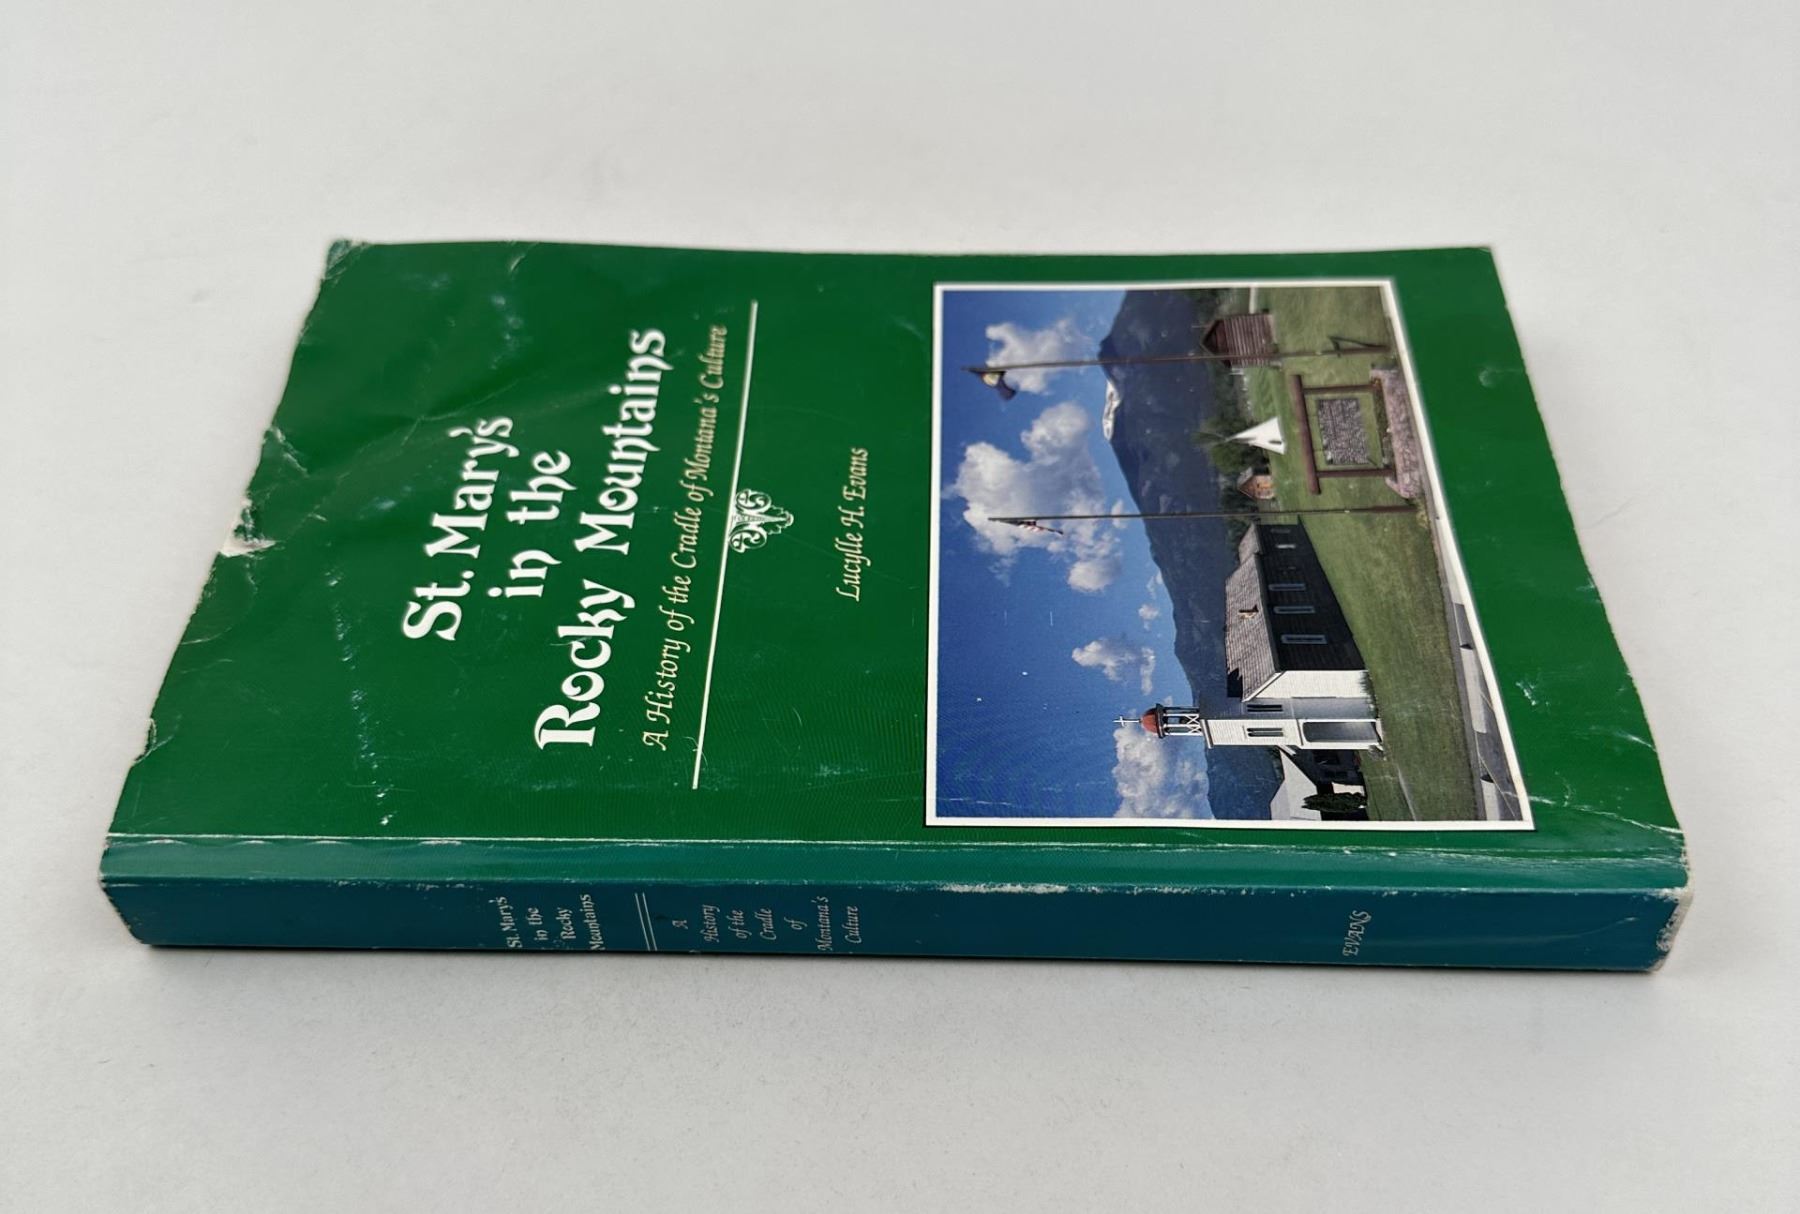 St. Mary's
in the
Rocky Mountains
A History of the Cradle of Montana's Culture
Lucylle H. Evans
St. Mary's
in the
Rocky
Mountains
A
History
of the
Cradle
of
Montana's
Culture
EVANS